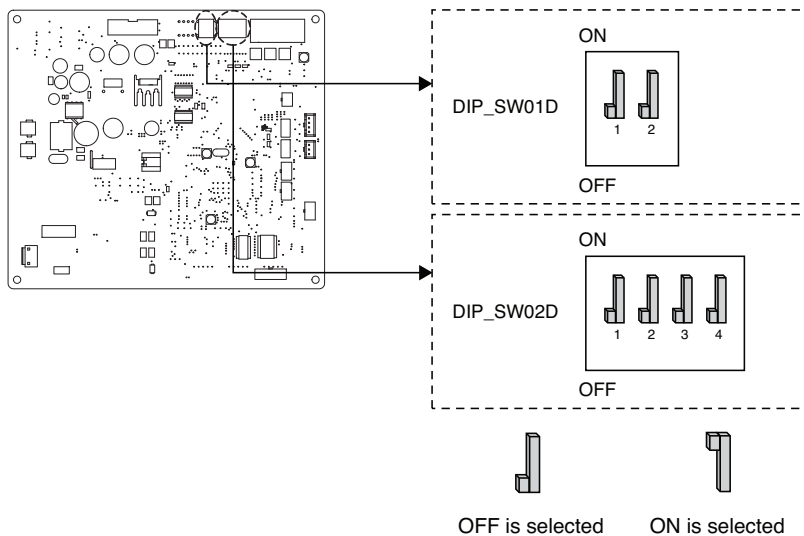 ON
DIP_SW01D
1 2
OFF
ON
DIP_SW02D
1 2 3 4
OFF
OFF is selected
ON is selected